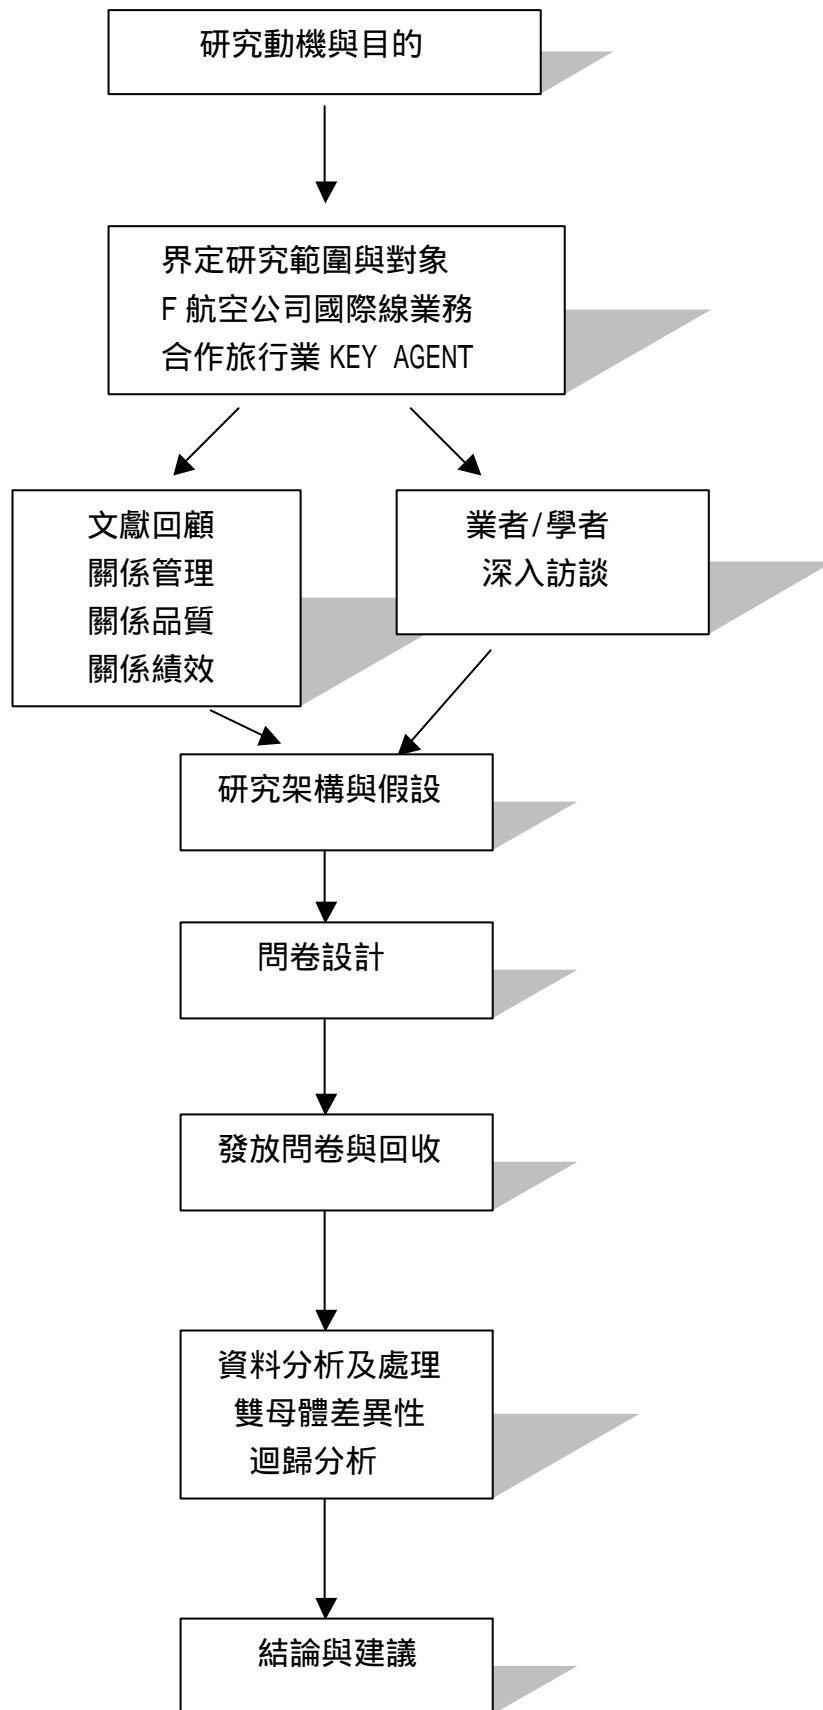 研究動機與目的
界定研究範圍與對象
F 航空公司國際線業務
合作旅行業 KEY AGENT
文獻回顧
關係管理
關係品質
關係績效
業者/學者
深入訪談
研究架構與假設
問卷設計
發放問卷與回收
資料分析及處理
雙母體差異性
迴歸分析
結論與建議